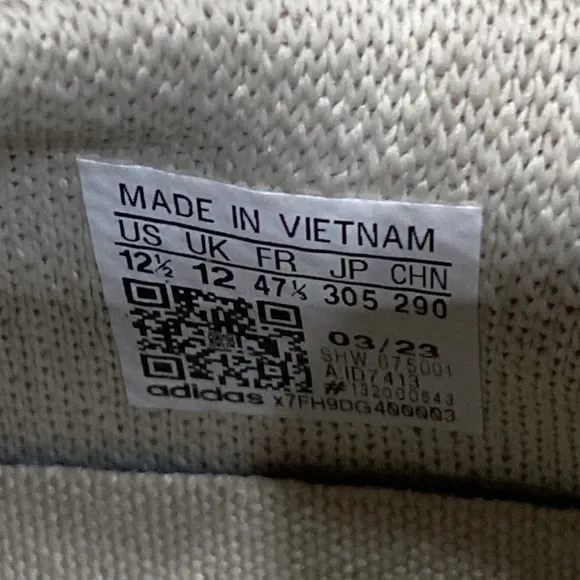 MADE IN VIETNAM
US UK FR JP CHN
12½ 12 47⅓ 305 290
03/23
SHW 675001
A ID7413
#132000543
adidas x7FH9DG400003